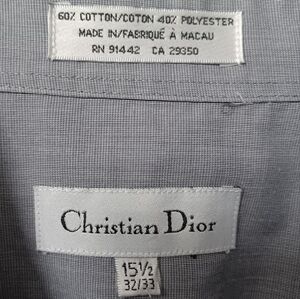 60% COTTON/COTON 40% POLYESTER
MADE IN/FABRIQUÉ À MACAU
RN 91442 CA 29350
Christian Dior
15½
32/33